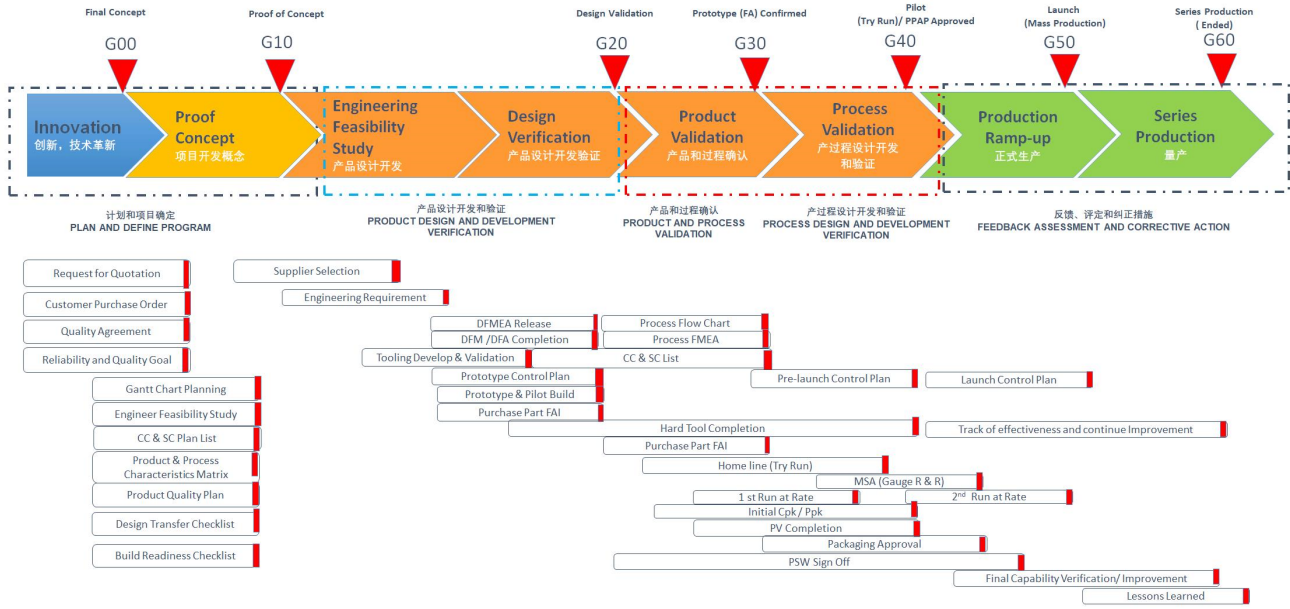 Final Concept
Proof of Concept
Design Validation
Prototype (FA) Confirmed
Pilot
(Try Run)/ PPAP Approved
Launch
(Mass Production)
Series Production
( Ended)
G00
G10
G20
G30
G40
G50
G60
Innovation
创新，技术革新
Proof
Concept
项目开发概念
Engineering
Feasibility
Study
产品设计开发
Design
Verification
产品设计开发验证
Product
Validation
产品和过程确认
Process
Validation
产过程设计开发
和验证
Production
Ramp-up
正式生产
Series
Production
量产
计划和项目确定
PLAN AND DEFINE PROGRAM
产品设计开发和验证
PRODUCT DESIGN AND DEVELOPMENT
VERIFICATION
产品和过程确认
PRODUCT AND PROCESS
VALIDATION
产过程设计开发和验证
PROCESS DESIGN AND DEVELOPMENT
VERIFICATION
反馈、评定和纠正措施
FEEDBACK ASSESSMENT AND CORRECTIVE ACTION
Request for Quotation
Supplier Selection
Customer Purchase Order
Engineering Requirement
Quality Agreement
DFMEA Release
Process Flow Chart
DFM /DFA Completion
Process FMEA
Reliability and Quality Goal
Tooling Develop & Validation
CC & SC List
Gantt Chart Planning
Prototype Control Plan
Pre-launch Control Plan
Launch Control Plan
Prototype & Pilot Build
Engineer Feasibility Study
Purchase Part FAI
Hard Tool Completion
Track of effectiveness and continue Improvement
CC & SC Plan List
Purchase Part FAI
Product & Process
Characteristics Matrix
Home line (Try Run)
MSA (Gauge R & R)
Product Quality Plan
1 st Run at Rate
2nd Run at Rate
Initial Cpk / Ppk
Design Transfer Checklist
PV Completion
Packaging Approval
Build Readiness Checklist
PSW Sign Off
Final Capability Verification/ Improvement
Lessons Learned